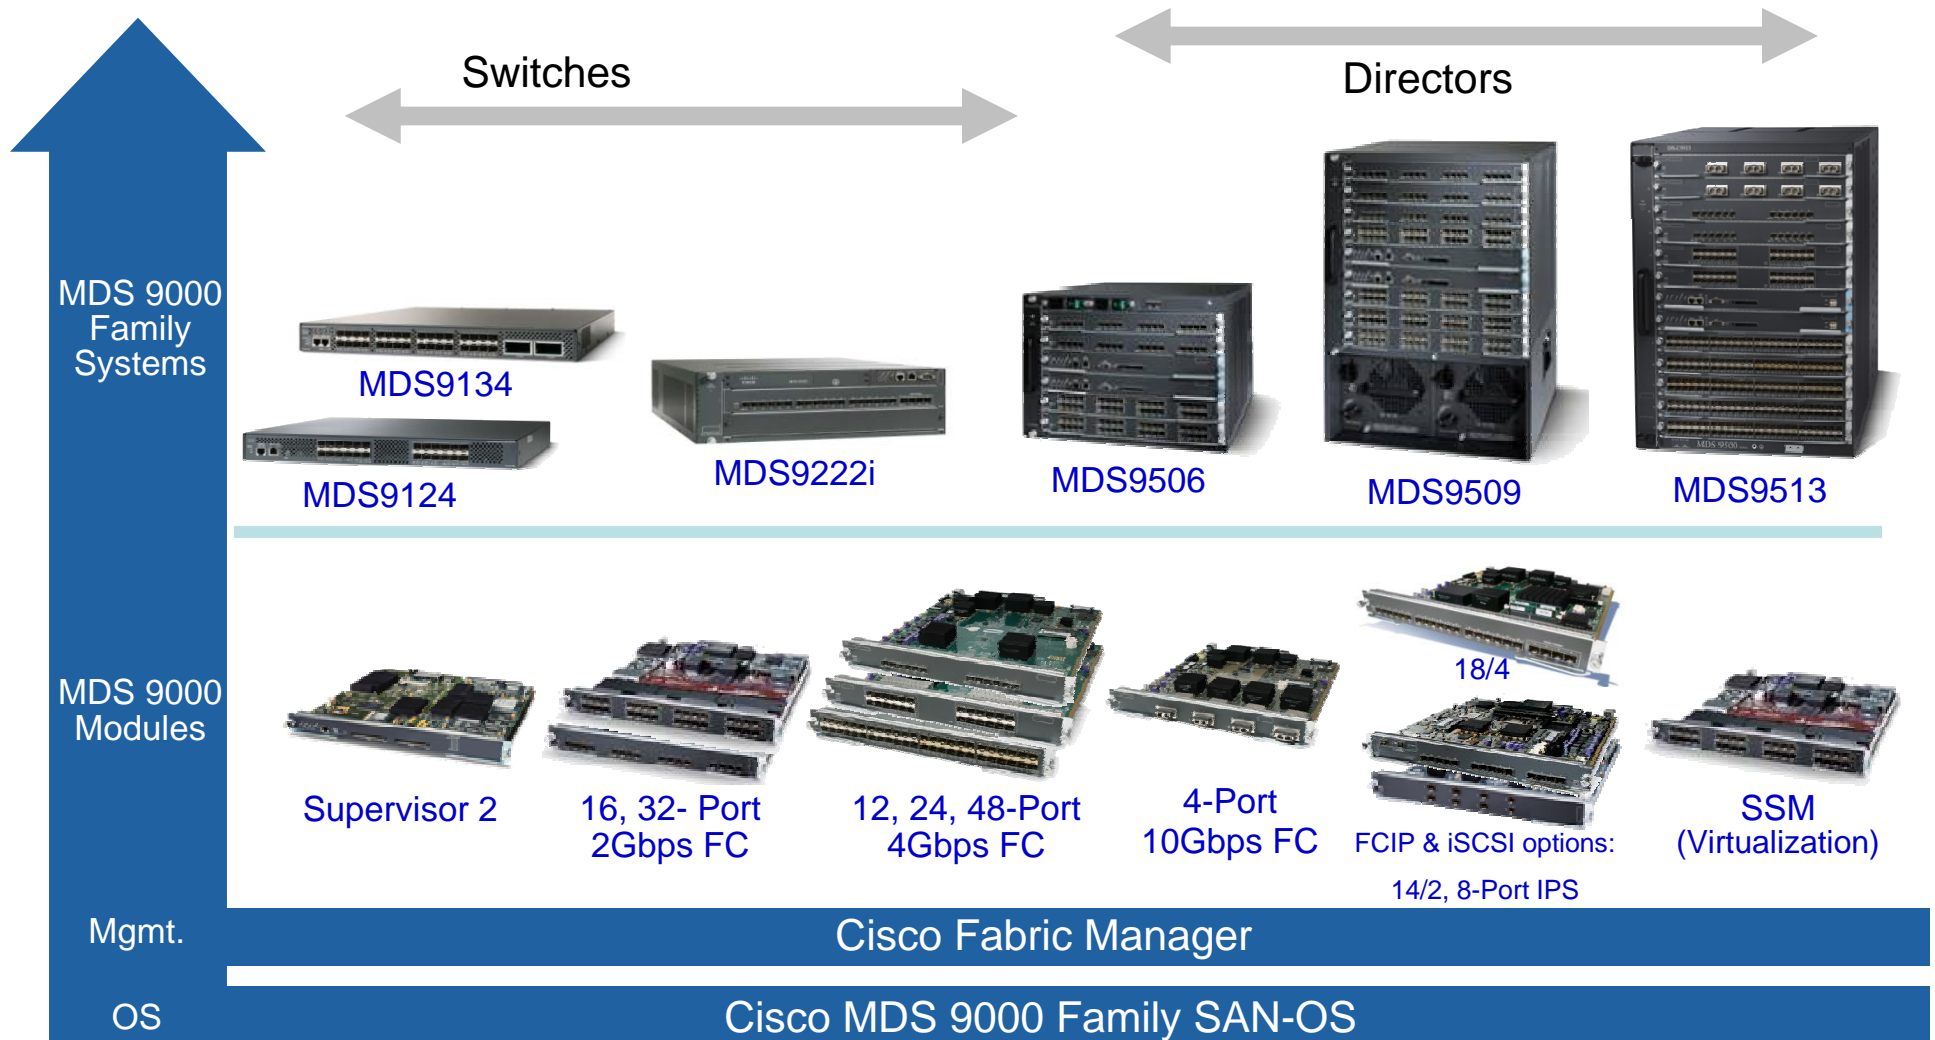 Switches
Directors
MDS 9000
Family
Systems
MDS9134
MDS9124
MDS9222i
MDS9506
MDS9509
MDS9513
MDS 9000
Modules
18/4
Supervisor 2
16, 32- Port
2Gbps FC
12, 24, 48-Port
4Gbps FC
4-Port
10Gbps FC
FCIP & iSCSI options:
14/2, 8-Port IPS
SSM
(Virtualization)
Mgmt.
Cisco Fabric Manager
OS
Cisco MDS 9000 Family SAN-OS